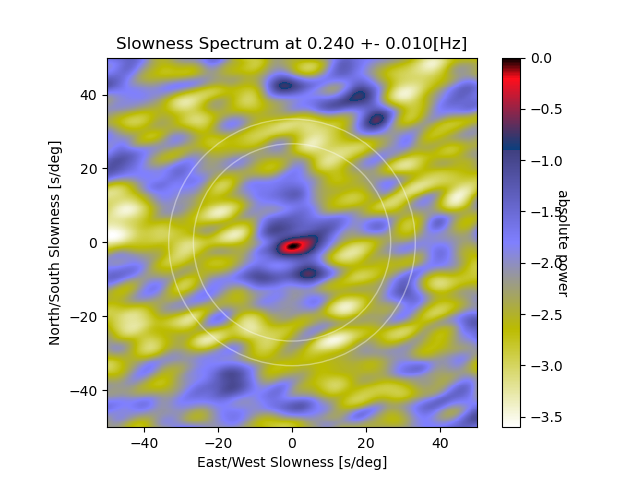 Slowness Spectrum at 0.240 +- 0.010[Hz]
North/South Slowness [s/deg]
40
20
0
−20
−40
−40 −20 0 20 40
East/West Slowness [s/deg]
0.0
−0.5
−1.0
−1.5
−2.0
−2.5
−3.0
−3.5
absolute power